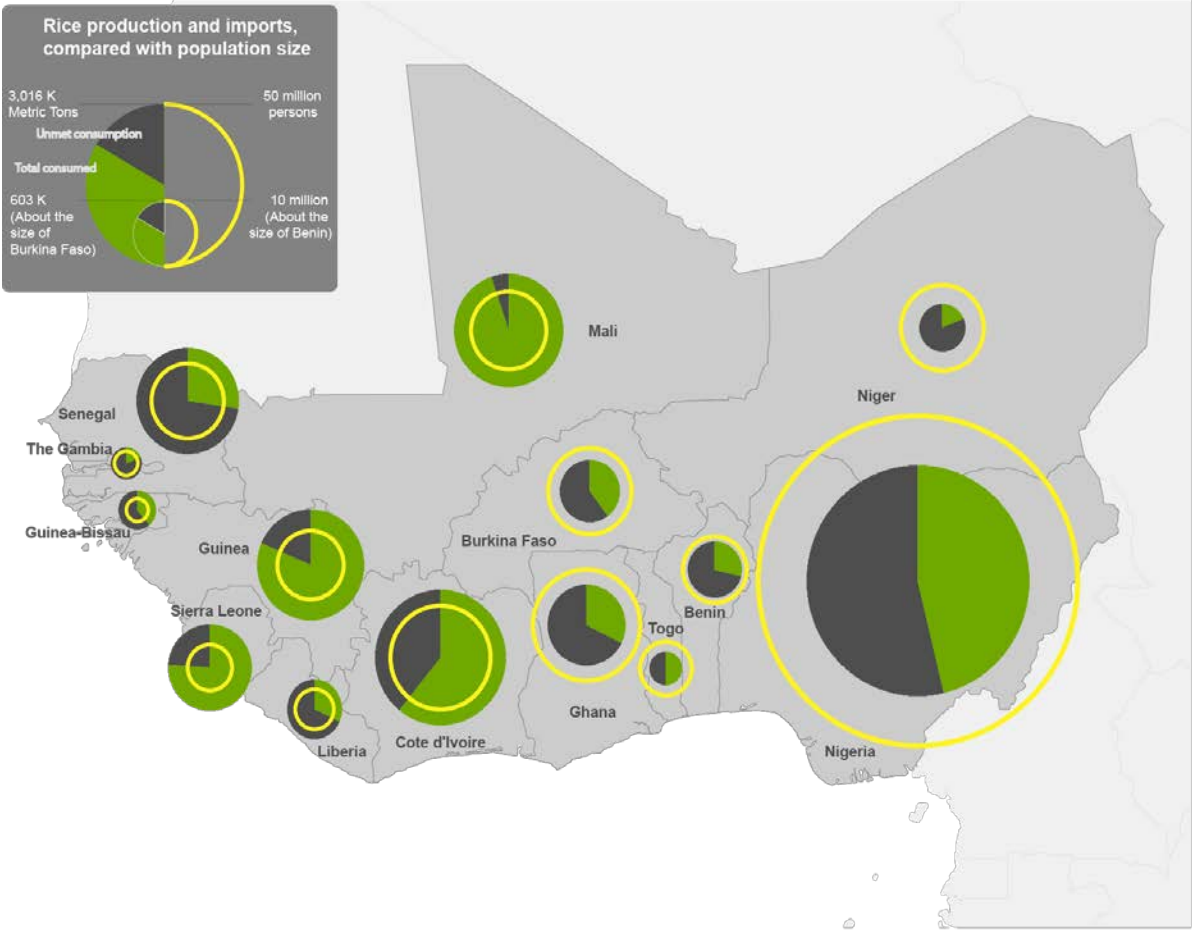 Rice production and imports,
compared with population size
3,016 K
Metric Tons
50 million
persons
Unmet consumption
Total consumed
603 K
(About the
size of
Burkina Faso)
10 million
(About the
size of Benin)
Mali
Niger
Senegal
The Gambia
Guinea-Bissau
Guinea
Burkina Faso
Sierra Leone
Benin
Togo
Ghana
Liberia
Cote d'Ivoire
Nigeria